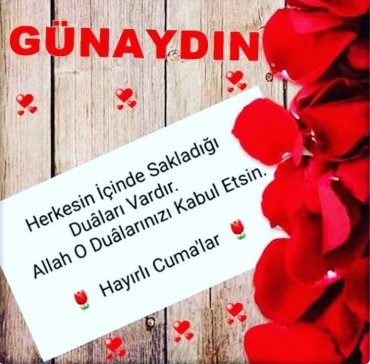 GÜNAYDIN
Herkesin İçinde Sakladığı
Duâları Vardır.
Allah O Duâlarınızı Kabul Etsin.
🌷 Hayırlı Cuma'lar 🌷